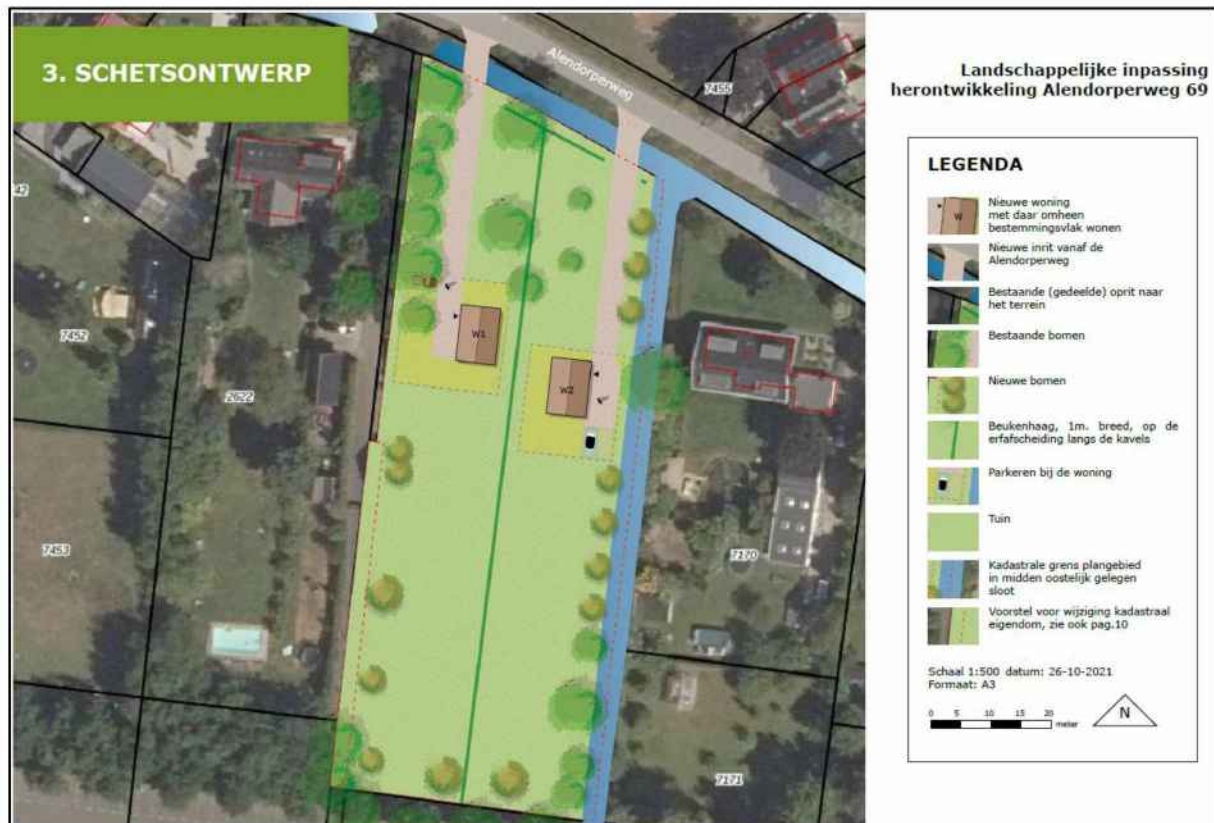 3. SCHETSONTWERP
Landschappelijke inpassing
herontwikkeling Alendorperweg 69
Alendorperweg
7455
42
7452
2622
7453
W1
W2
7170
7171
LEGENDA
W
Nieuwe woning
met daar omheen
bestemmingsvlak wonen
Nieuwe inrit vanaf de
Alendorperweg
Bestaande (gedeelde) oprit naar
het terrein
Bestaande bomen
Nieuwe bomen
Beukenhaag, 1m. breed, op de
erfafscheiding langs de kavels
Parkeren bij de woning
Tuin
Kadastrale grens plangebied
in midden oostelijk gelegen
sloot
Voorstel voor wijziging kadastraal
eigendom, zie ook pag.10
Schaal 1:500 datum: 26-10-2021
Formaat: A3
0 5 10 15 20
meter
N